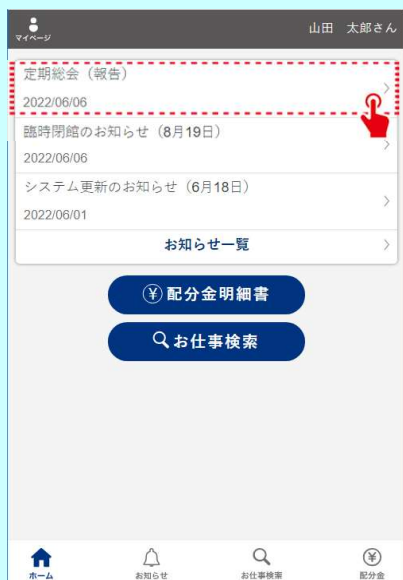 マイページ
山田 太郎さん
定期総会（報告）
2022/06/06
臨時閉館のお知らせ（8月19日）
2022/06/06
システム更新のお知らせ（6月18日）
2022/06/01
お知らせ一覧
¥配分金明細書
お仕事検索
ホーム
お知らせ
お仕事検索
¥
配分金